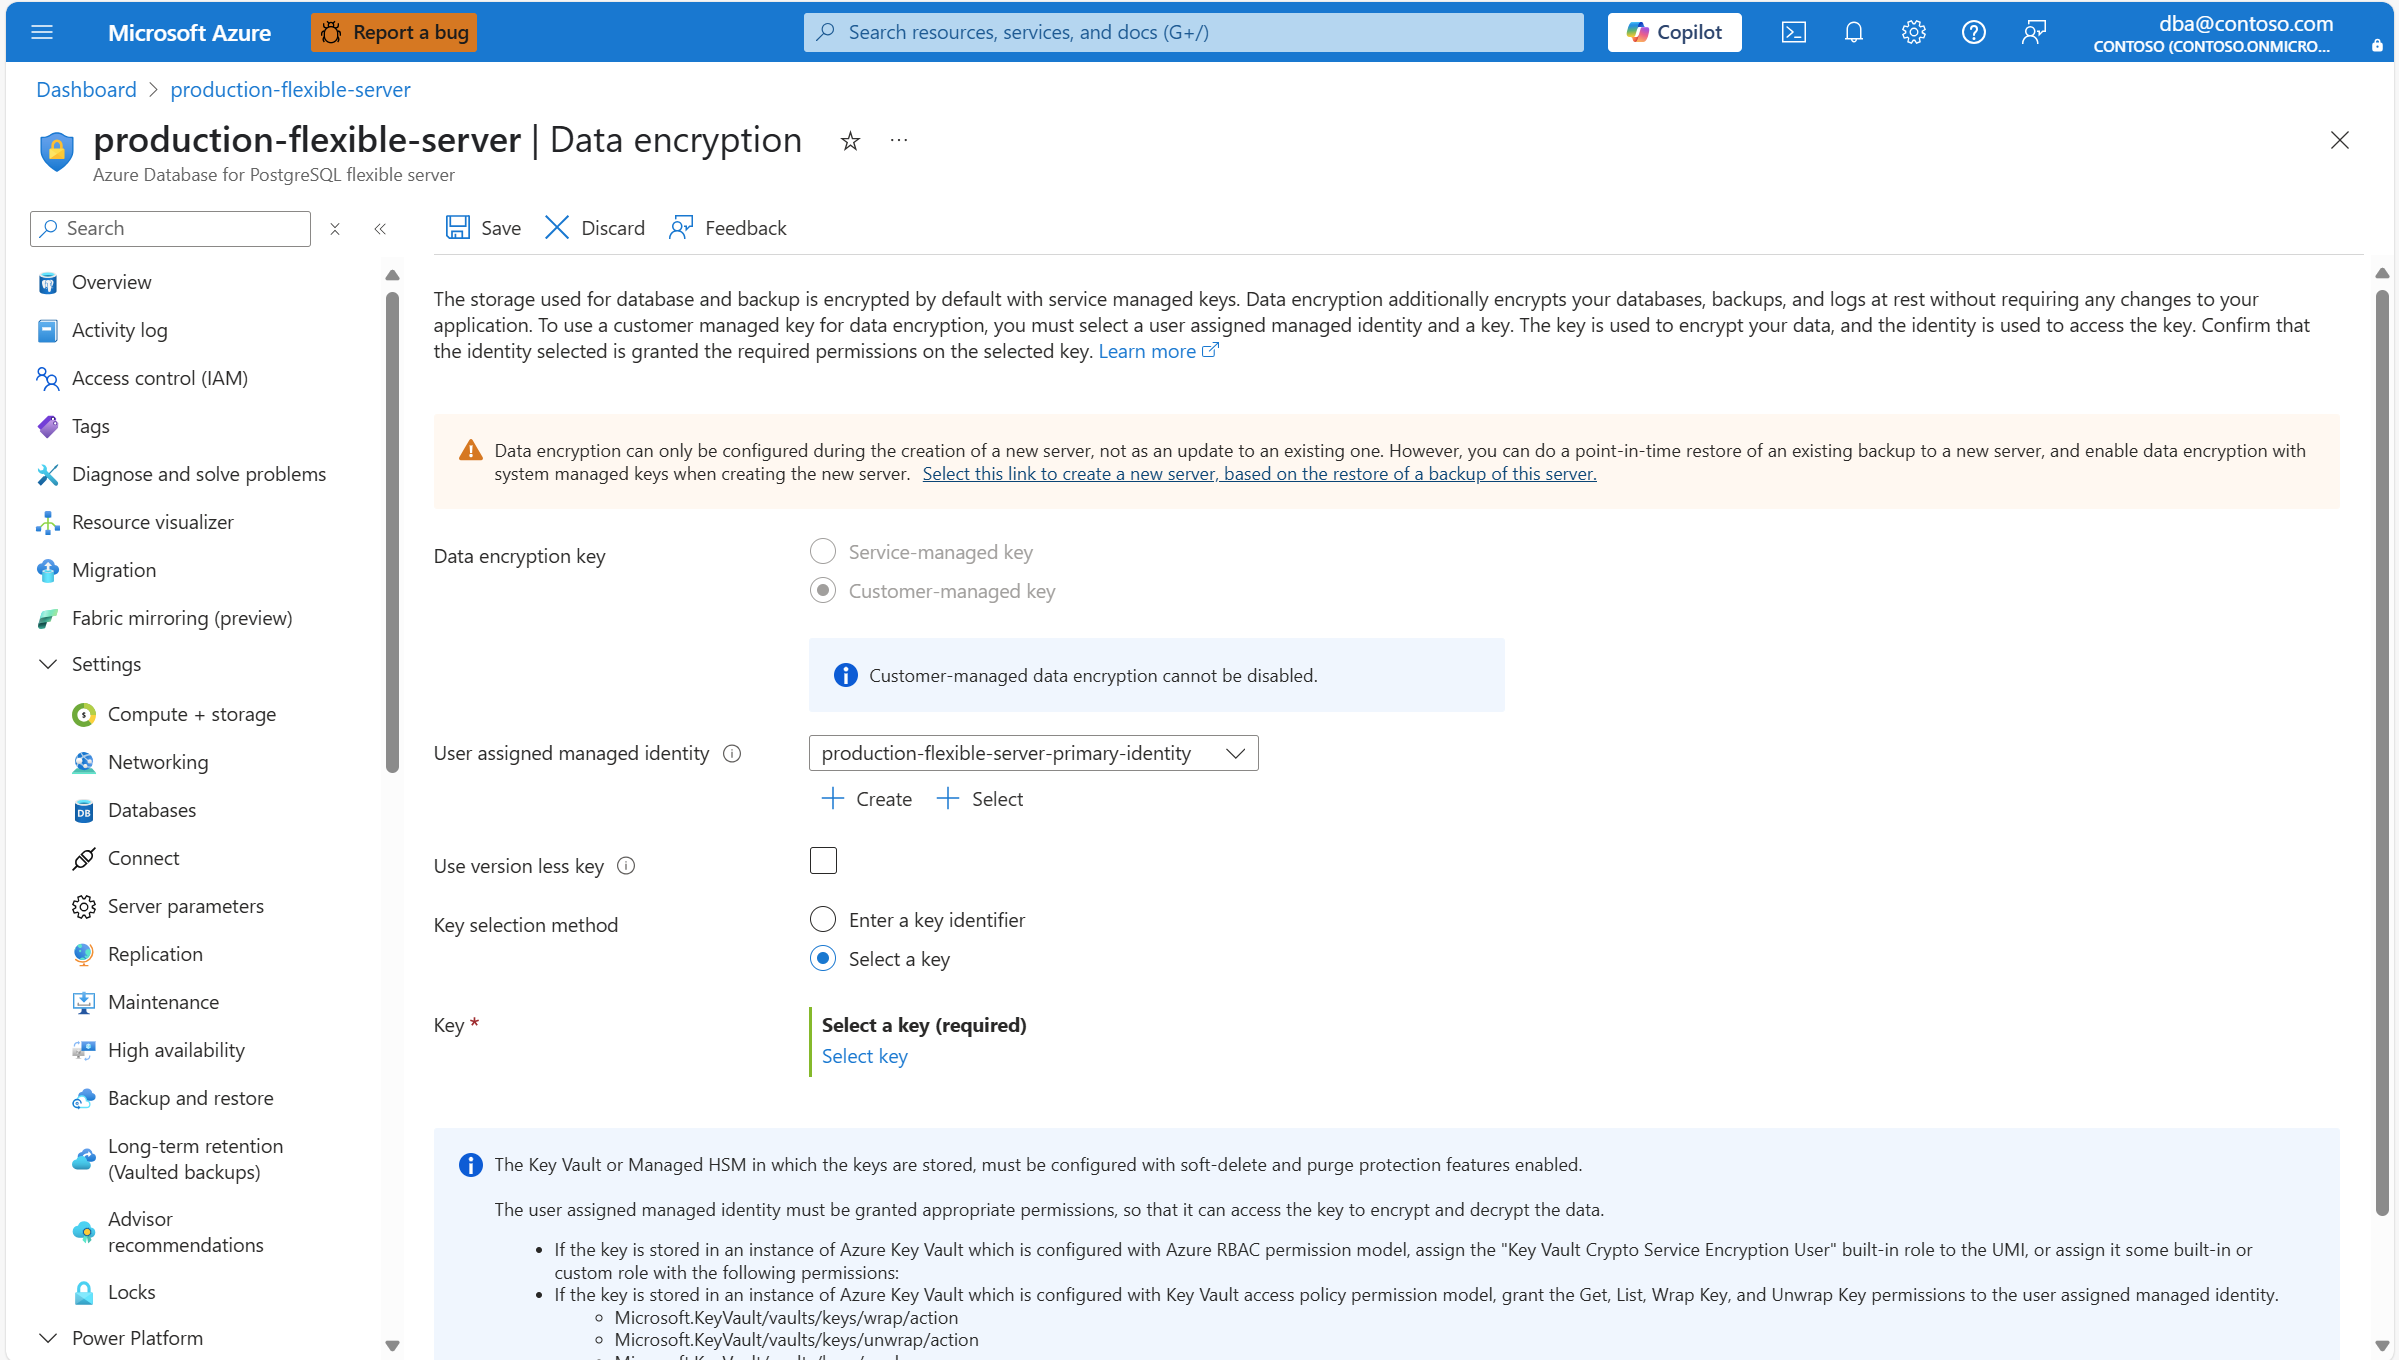 Microsoft Azure
Report a bug
Search resources, services, and docs (G+/)
Copilot
dba@contoso.com
CONTOSO (CONTOSO.ONMICRO...
Dashboard > production-flexible-server
production-flexible-server | Data encryption
Azure Database for PostgreSQL flexible server
Search
Save
Discard
Feedback
Overview
Activity log
Access control (IAM)
Tags
Diagnose and solve problems
Resource visualizer
Migration
Fabric mirroring (preview)
Settings
Compute + storage
Networking
Databases
Connect
Server parameters
Replication
Maintenance
High availability
Backup and restore
Long-term retention
(Vaulted backups)
Advisor
recommendations
Locks
Power Platform
The storage used for database and backup is encrypted by default with service managed keys. Data encryption additionally encrypts your databases, backups, and logs at rest without requiring any changes to your
application. To use a customer managed key for data encryption, you must select a user assigned managed identity and a key. The key is used to encrypt your data, and the identity is used to access the key. Confirm that
the identity selected is granted the required permissions on the selected key. Learn more
Data encryption can only be configured during the creation of a new server, not as an update to an existing one. However, you can do a point-in-time restore of an existing backup to a new server, and enable data encryption with
system managed keys when creating the new server. Select this link to create a new server, based on the restore of a backup of this server.
Data encryption key
Service-managed key
Customer-managed key
Customer-managed data encryption cannot be disabled.
User assigned managed identity
production-flexible-server-primary-identity
Create
Select
Use version less key
Key selection method
Enter a key identifier
Select a key
Key *
Select a key (required)
Select key
The Key Vault or Managed HSM in which the keys are stored, must be configured with soft-delete and purge protection features enabled.
The user assigned managed identity must be granted appropriate permissions, so that it can access the key to encrypt and decrypt the data.
• If the key is stored in an instance of Azure Key Vault which is configured with Azure RBAC permission model, assign the "Key Vault Crypto Service Encryption User" built-in role to the UMI, or assign it some built-in or
custom role with the following permissions:
• If the key is stored in an instance of Azure Key Vault which is configured with Key Vault access policy permission model, grant the Get, List, Wrap Key, and Unwrap Key permissions to the user assigned managed identity.
Microsoft.KeyVault/vaults/keys/wrap/action
Microsoft.KeyVault/vaults/keys/unwrap/action